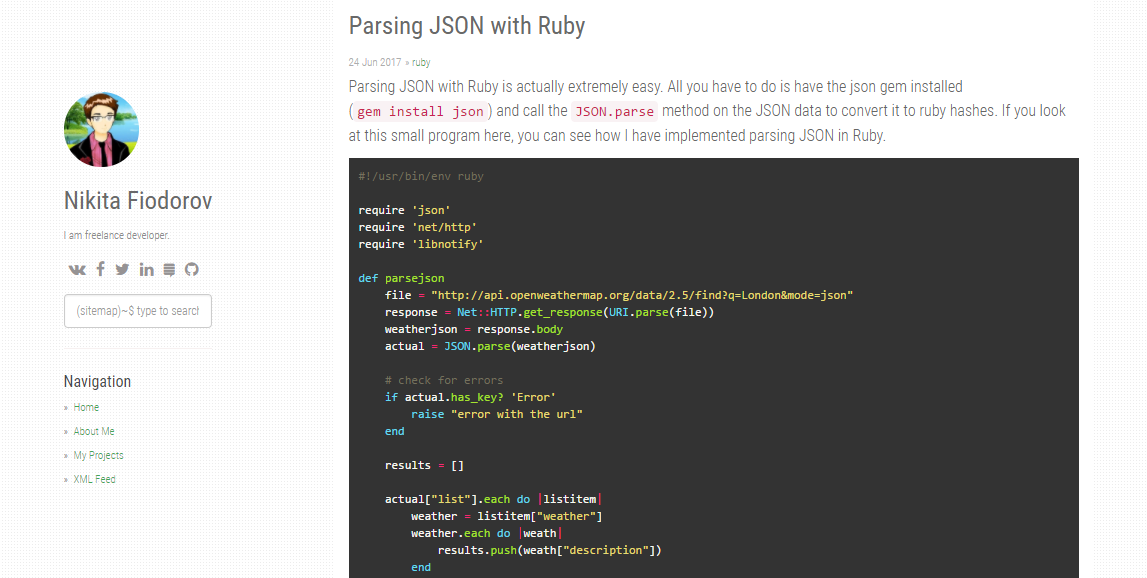 Parsing JSON with Ruby
24 Jun 2017 » ruby
Parsing JSON with Ruby is actually extremely easy. All you have to do is have the json gem installed
(gem install json) and call the JSON.parse method on the JSON data to convert it to ruby hashes. If you look
at this small program here, you can see how I have implemented parsing JSON in Ruby.
Nikita Fiodorov
I am freelance developer.
(sitemap)~$ type to search
Navigation
» Home
» About Me
» My Projects
» XML Feed
#!/usr/bin/env ruby
require 'json'
require 'net/http'
require 'libnotify'
def parsejson
file = "http://api.openweathermap.org/data/2.5/find?q=London&mode=json"
response = Net::HTTP.get_response(URI.parse(file))
weatherjson = response.body
actual = JSON.parse(weatherjson)
# check for errors
if actual.has_key? 'Error'
raise "error with the url"
end
results = []
actual["list"].each do |listitem|
weather = listitem["weather"]
weather.each do |weath|
results.push(weath["description"])
end